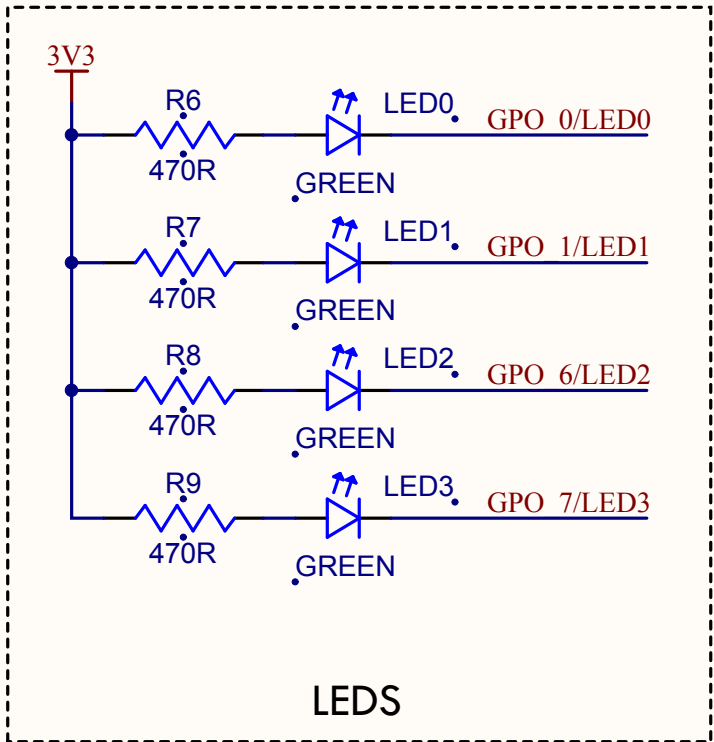 3V3
R6
LED0
GPO_0/LED0
470R
GREEN
R7
LED1
GPO_1/LED1
470R
GREEN
R8
LED2
GPO_6/LED2
470R
GREEN
R9
LED3
GPO_7/LED3
470R
GREEN
LEDS